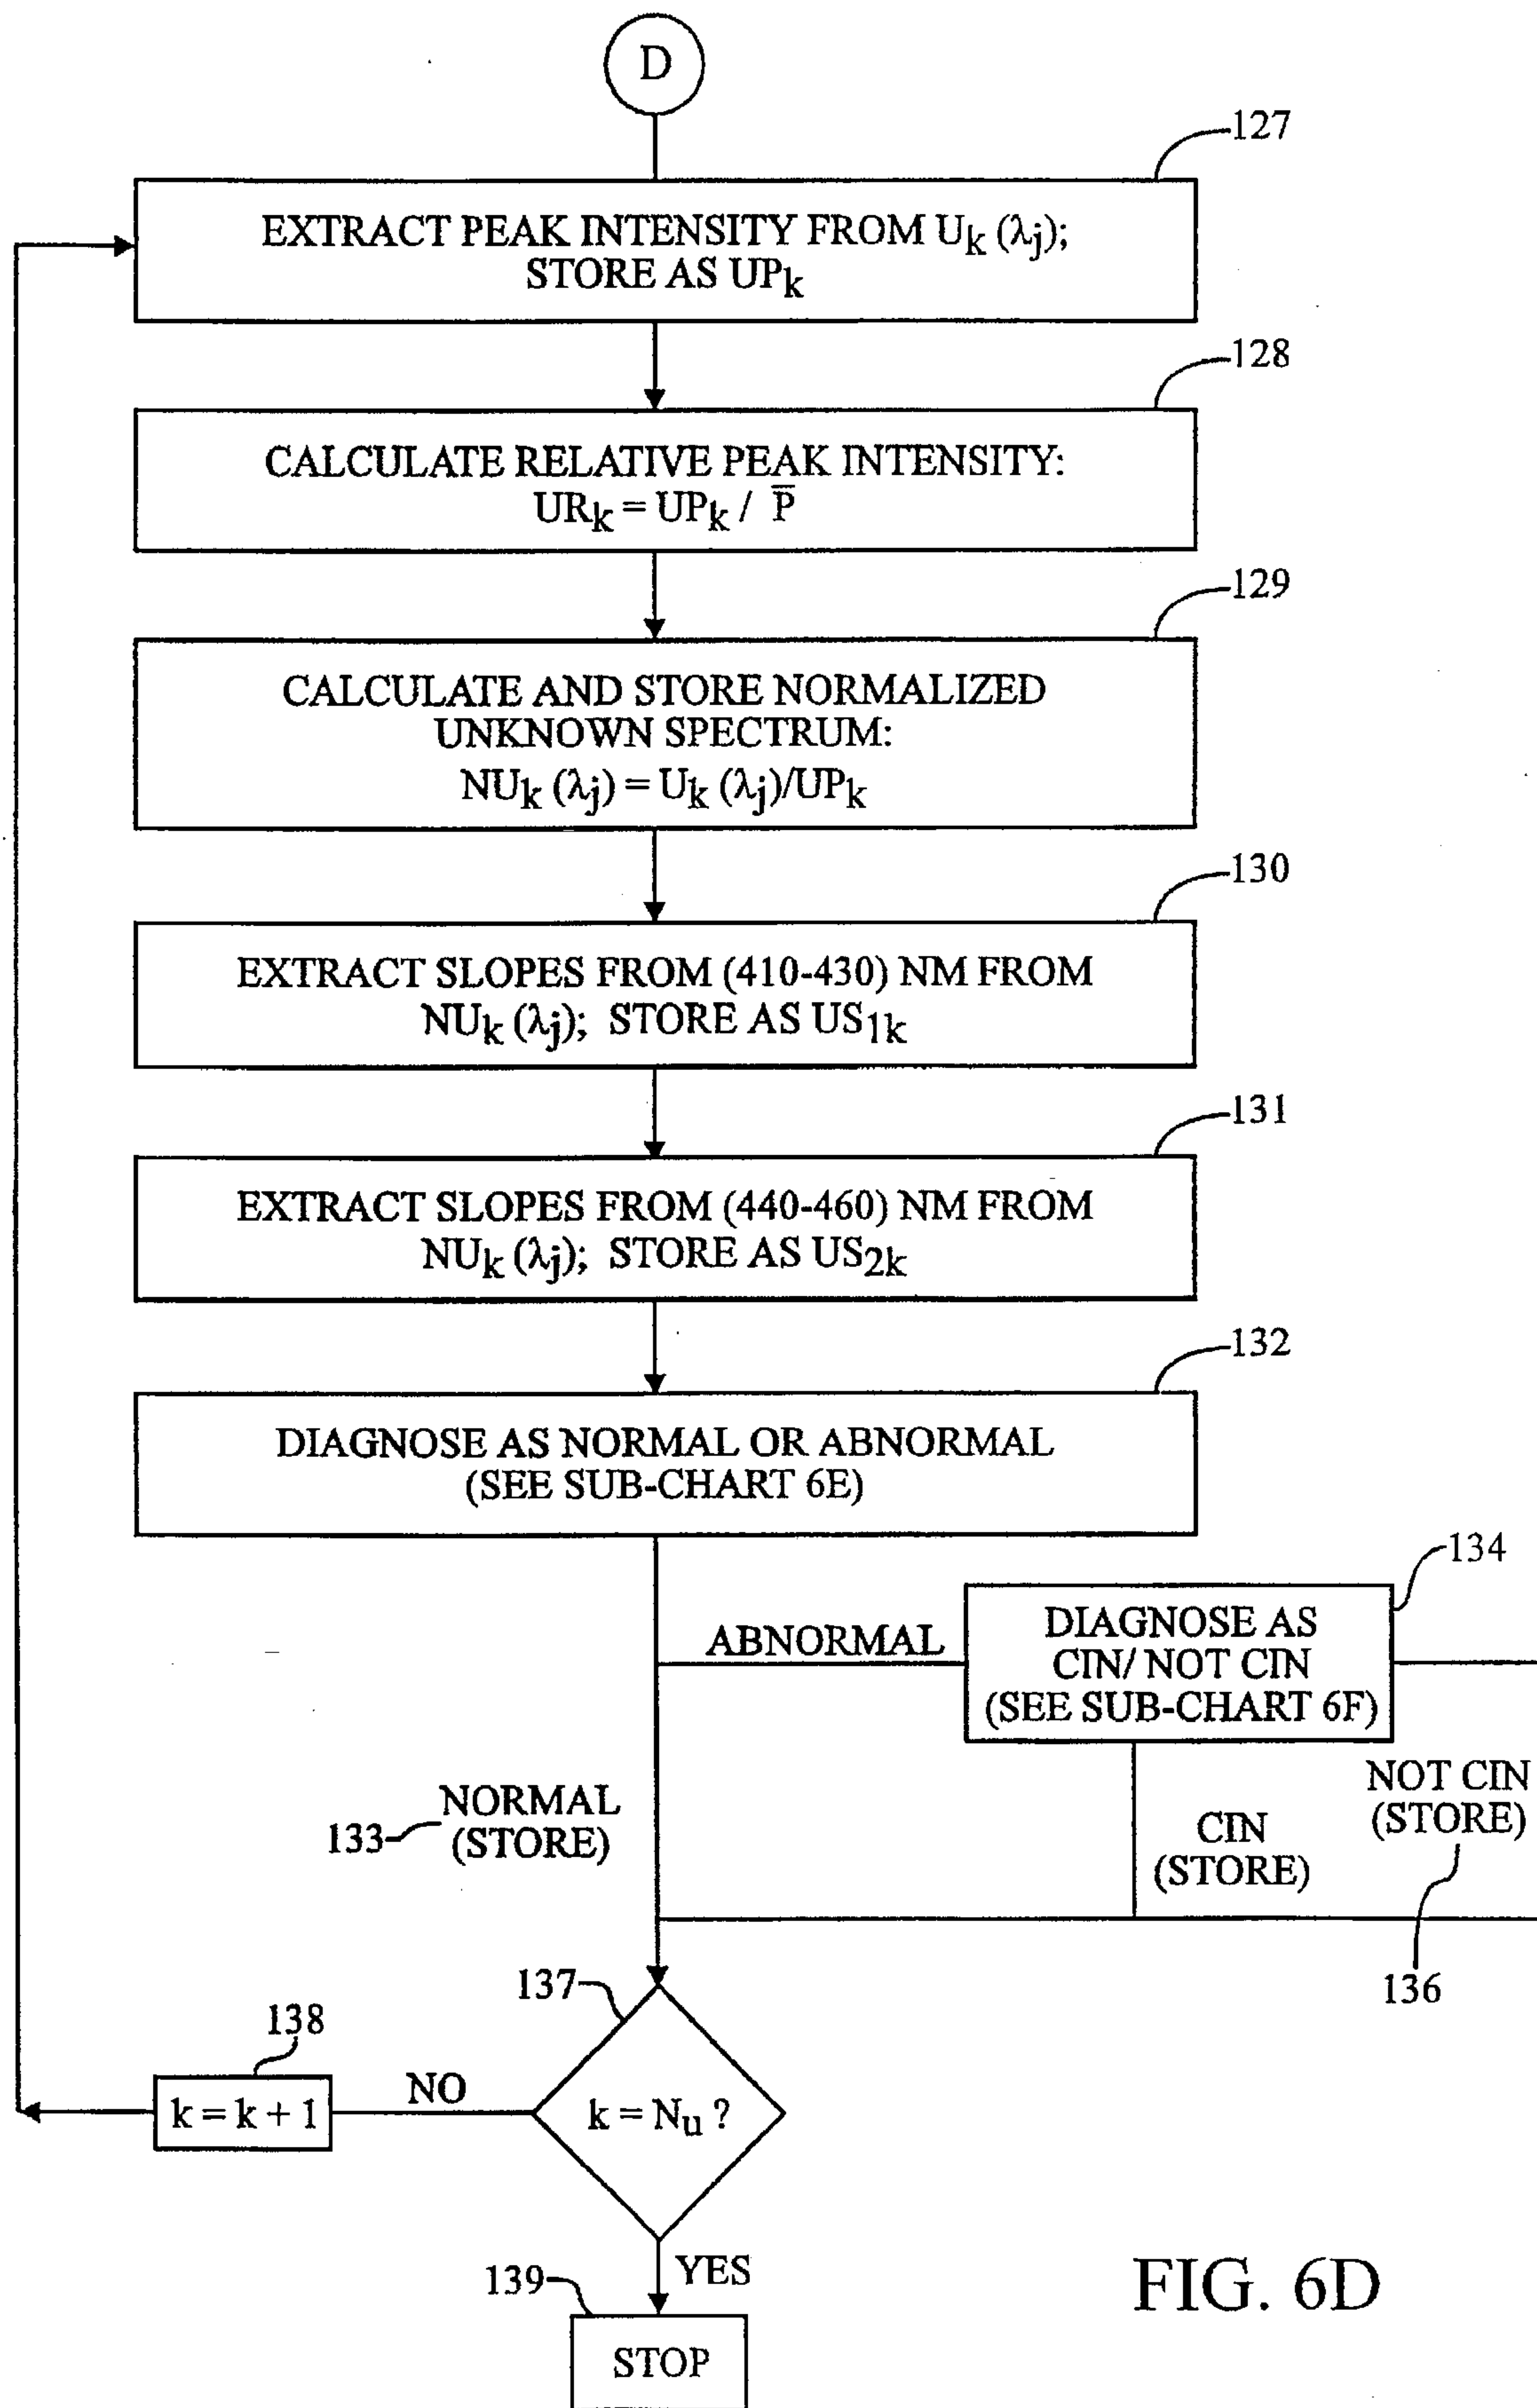 D
127
EXTRACT PEAK INTENSITY FROM Uk (λj);
STORE AS UPk
128
CALCULATE RELATIVE PEAK INTENSITY:
URk = UPk / P̅
129
CALCULATE AND STORE NORMALIZED
UNKNOWN SPECTRUM:
NUk (λj) = Uk (λj)/UPk
130
EXTRACT SLOPES FROM (410-430) NM FROM
NUk (λj); STORE AS US1k
131
EXTRACT SLOPES FROM (440-460) NM FROM
NUk (λj); STORE AS US2k
132
DIAGNOSE AS NORMAL OR ABNORMAL
(SEE SUB-CHART 6E)
134
ABNORMAL
DIAGNOSE AS
CIN/ NOT CIN
(SEE SUB-CHART 6F)
133
NORMAL
(STORE)
CIN
(STORE)
NOT CIN
(STORE)
136
137
k = Nu ?
138
NO
k = k + 1
YES
139
STOP
FIG. 6D